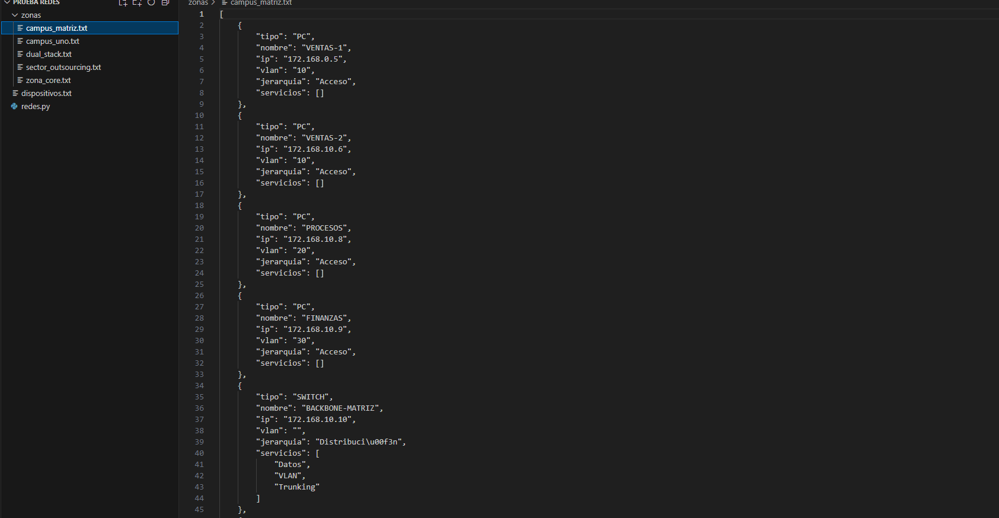 PRUEBA REDES
zonas
campus_matriz.txt
campus_uno.txt
dual_stack.txt
sector_outsourcing.txt
zona_core.txt
dispositivos.txt
redes.py
zonas > campus_matriz.txt
1 [
2 {
3 "tipo": "PC",
4 "nombre": "VENTAS-1",
5 "ip": "172.168.0.5",
6 "vlan": "10",
7 "jerarquia": "Acceso",
8 "servicios": []
9 },
10 {
11 "tipo": "PC",
12 "nombre": "VENTAS-2",
13 "ip": "172.168.10.6",
14 "vlan": "10",
15 "jerarquia": "Acceso",
16 "servicios": []
17 },
18 {
19 "tipo": "PC",
20 "nombre": "PROCESOS",
21 "ip": "172.168.10.8",
22 "vlan": "20",
23 "jerarquia": "Acceso",
24 "servicios": []
25 },
26 {
27 "tipo": "PC",
28 "nombre": "FINANZAS",
29 "ip": "172.168.10.9",
30 "vlan": "30",
31 "jerarquia": "Acceso",
32 "servicios": []
33 },
34 {
35 "tipo": "SWITCH",
36 "nombre": "BACKBONE-MATRIZ",
37 "ip": "172.168.10.10",
38 "vlan": "",
39 "jerarquia": "Distribuci\u00f3n",
40 "servicios": [
41 "Datos",
42 "VLAN",
43 "Trunking"
44 ]
45 },